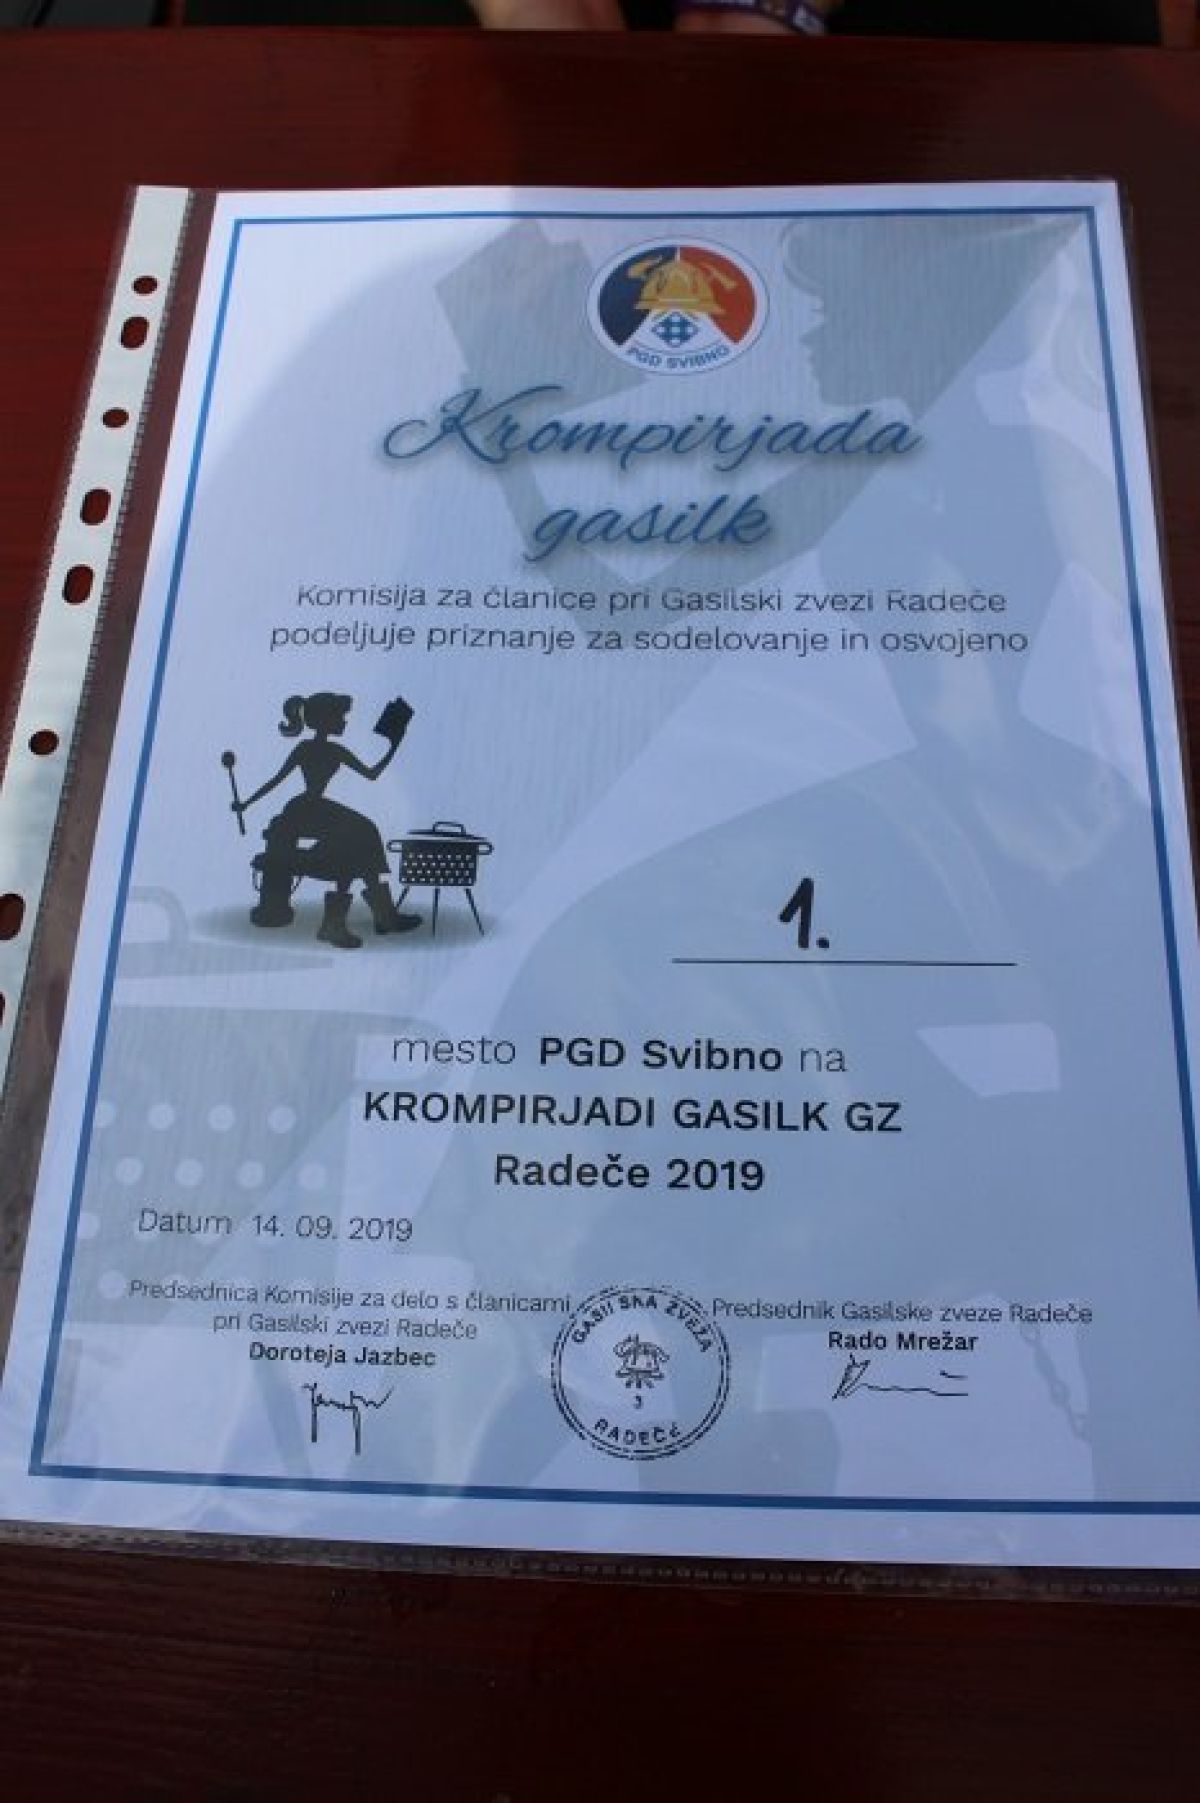 PGD SVIBNO
Krompirjada
gasilk
Komisija za članice pri Gasilski zvezi Radeče
podeljuje priznanje za sodelovanje in osvojeno
1.
mesto PGD Svibno na
KROMPIRJADI GASILK GZ
Radeče 2019
Datum 14. 09. 2019
Predsednica Komisije za delo s članicami
pri Gasilski zvezi Radeče
Doroteja Jazbec
GASILSKA ZVEZA
3
RADEČE
Predsednik Gasilske zveze Radeče
Rado Mrežar